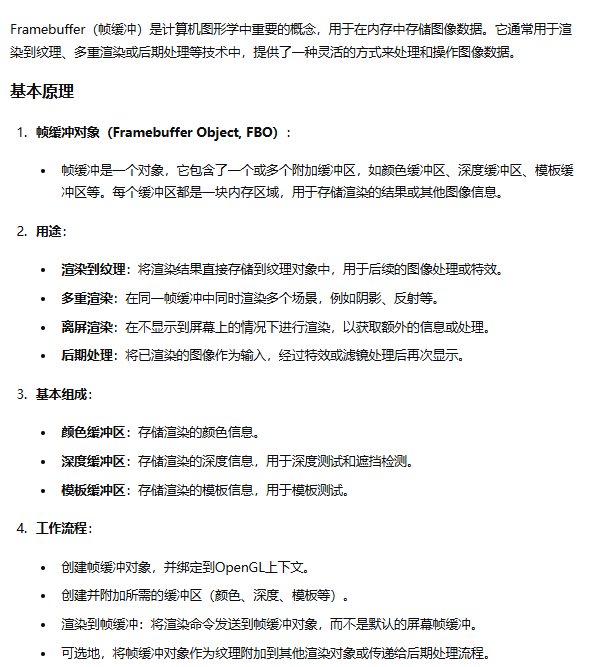 Framebuffer（帧缓冲）是计算机图形学中重要的概念，用于在内存中存储图像数据。它通常用于渲
染到纹理、多重渲染或后期处理等技术中，提供了一种灵活的方式来处理和操作图像数据。
基本原理
1. 帧缓冲对象（Framebuffer Object, FBO）：
• 帧缓冲是一个对象，它包含了一个或多个附加缓冲区，如颜色缓冲区、深度缓冲区、模板缓
冲区等。每个缓冲区都是一块内存区域，用于存储渲染的结果或其他图像信息。
2. 用途：
• 渲染到纹理：将渲染结果直接存储到纹理对象中，用于后续的图像处理或特效。
• 多重渲染：在同一帧缓冲中同时渲染多个场景，例如阴影、反射等。
• 离屏渲染：在不显示到屏幕上的情况下进行渲染，以获取额外的信息或处理。
• 后期处理：将已渲染的图像作为输入，经过特效或滤镜处理后再次显示。
3. 基本组成：
• 颜色缓冲区：存储渲染的颜色信息。
• 深度缓冲区：存储渲染的深度信息，用于深度测试和遮挡检测。
• 模板缓冲区：存储渲染的模板信息，用于模板测试。
4. 工作流程：
• 创建帧缓冲对象，并绑定到OpenGL上下文。
• 创建并附加所需的缓冲区（颜色、深度、模板等）。
• 渲染到帧缓冲：将渲染命令发送到帧缓冲对象，而不是默认的屏幕帧缓冲。
• 可选地，将帧缓冲对象作为纹理附加到其他渲染对象或传递给后期处理流程。